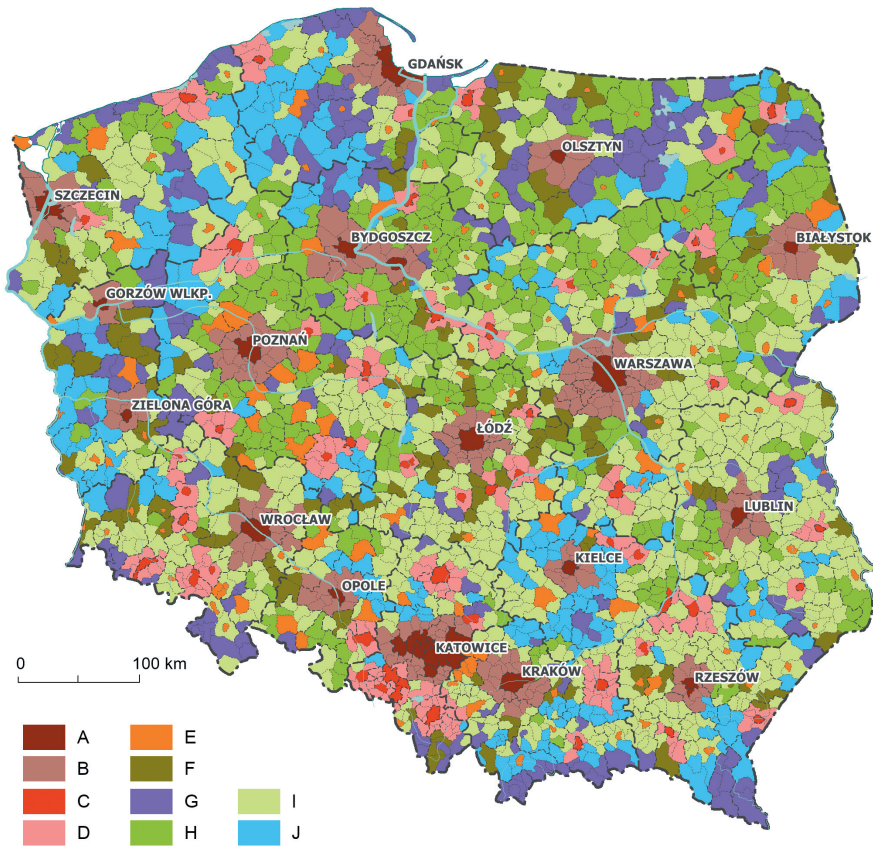 GDAŃSK
OLSZTYN
SZCZECIN
BYDGOSZCZ
BIAŁYSTOK
GORZÓW WLKP.
POZNAŃ
WARSZAWA
ZIELONA GÓRA
ŁÓDŹ
LUBLIN
WROCŁAW
KIELCE
OPOLE
KATOWICE
KRAKÓW
RZESZÓW
0 100 km
A E
B F
C G I
D H J